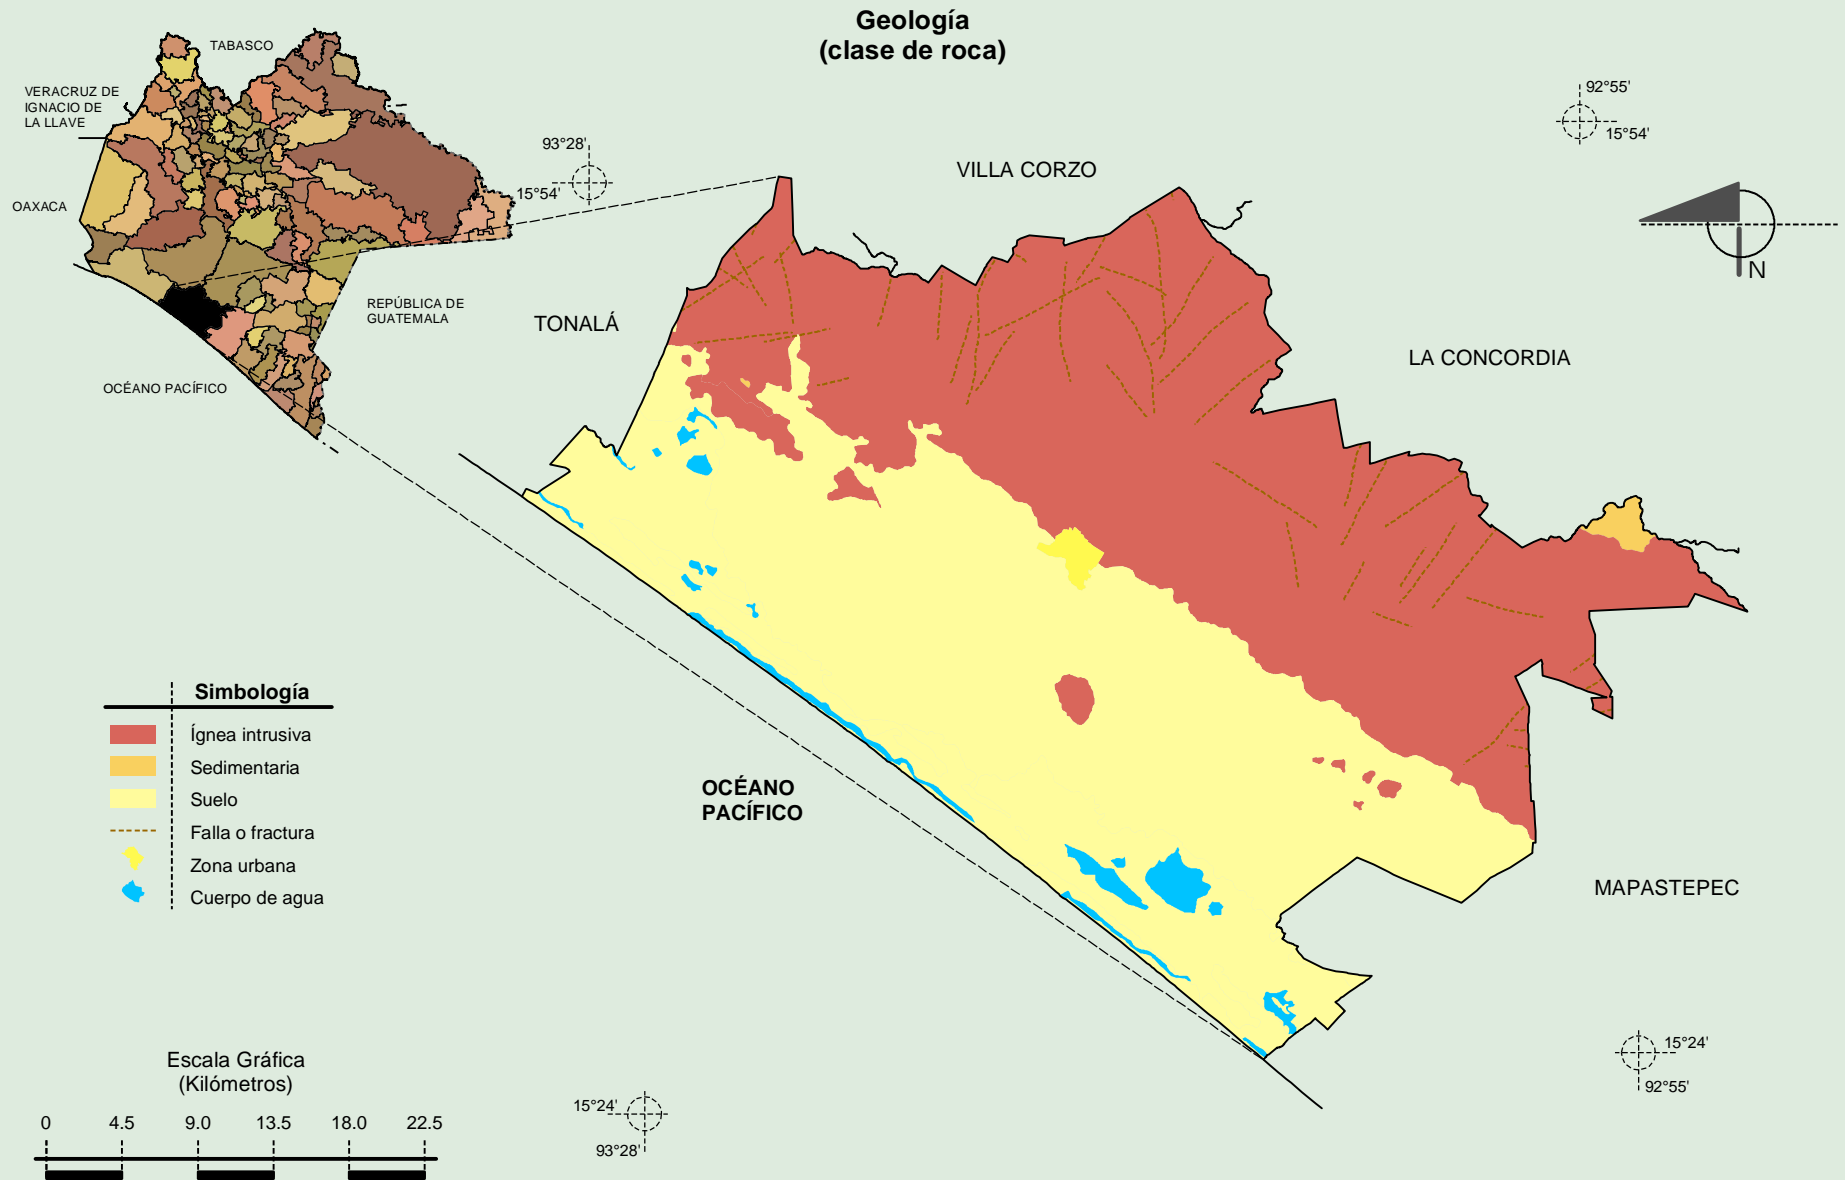 Geología
(clase de roca)
TABASCO
VERACRUZ DE
IGNACIO DE
LA LLAVE
OAXACA
REPÚBLICA DE
GUATEMALA
OCÉANO PACÍFICO
93°28'
15°54'
92°55'
15°54'
VILLA CORZO
TONALÁ
LA CONCORDIA
N
OCÉANO
PACÍFICO
MAPASTEPEC
Simbología
Ígnea intrusiva
Sedimentaria
Suelo
Falla o fractura
Zona urbana
Cuerpo de agua
Escala Gráfica
(Kilómetros)
0 4.5 9.0 13.5 18.0 22.5
15°24'
93°28'
15°24'
92°55'